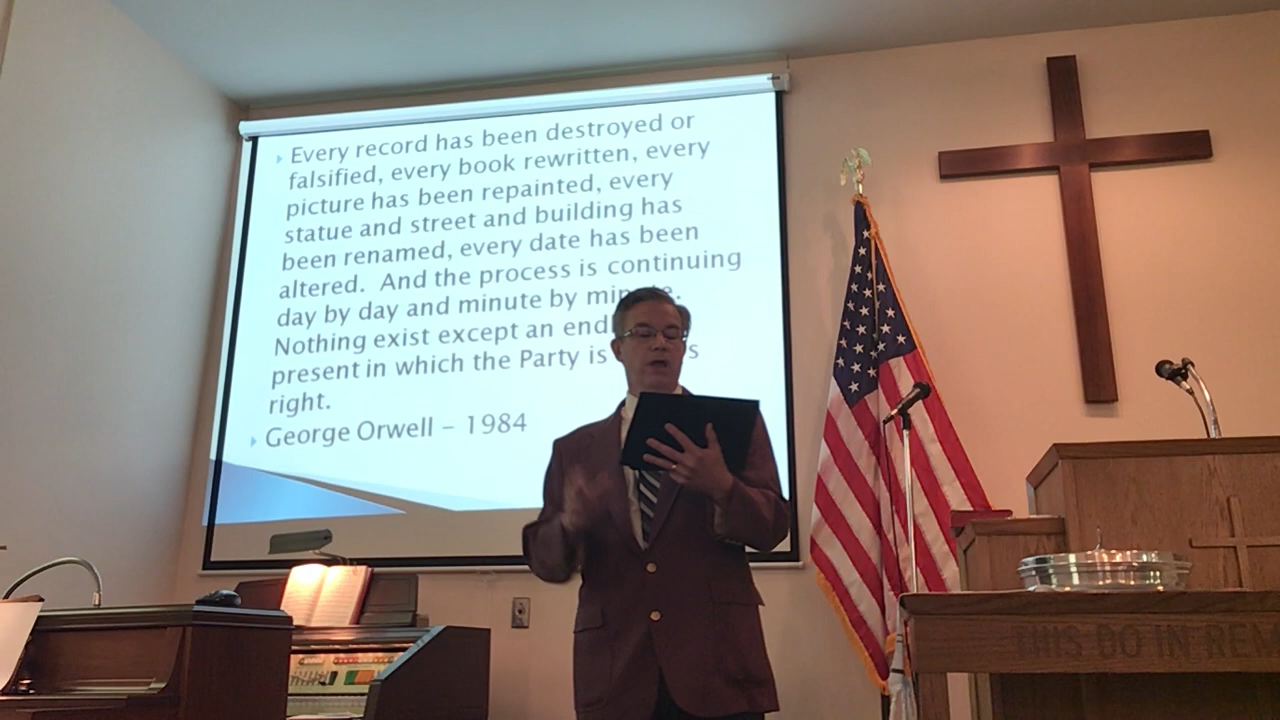 Every record has been destroyed or
falsified, every book rewritten, every
picture has been repainted, every
statue and street and building has
been renamed, every date has been
altered. And the process is continuing
day by day and minute by
Nothing exist except an
present in which the Party is
right.
George Orwell – 1984
THIS DO IN